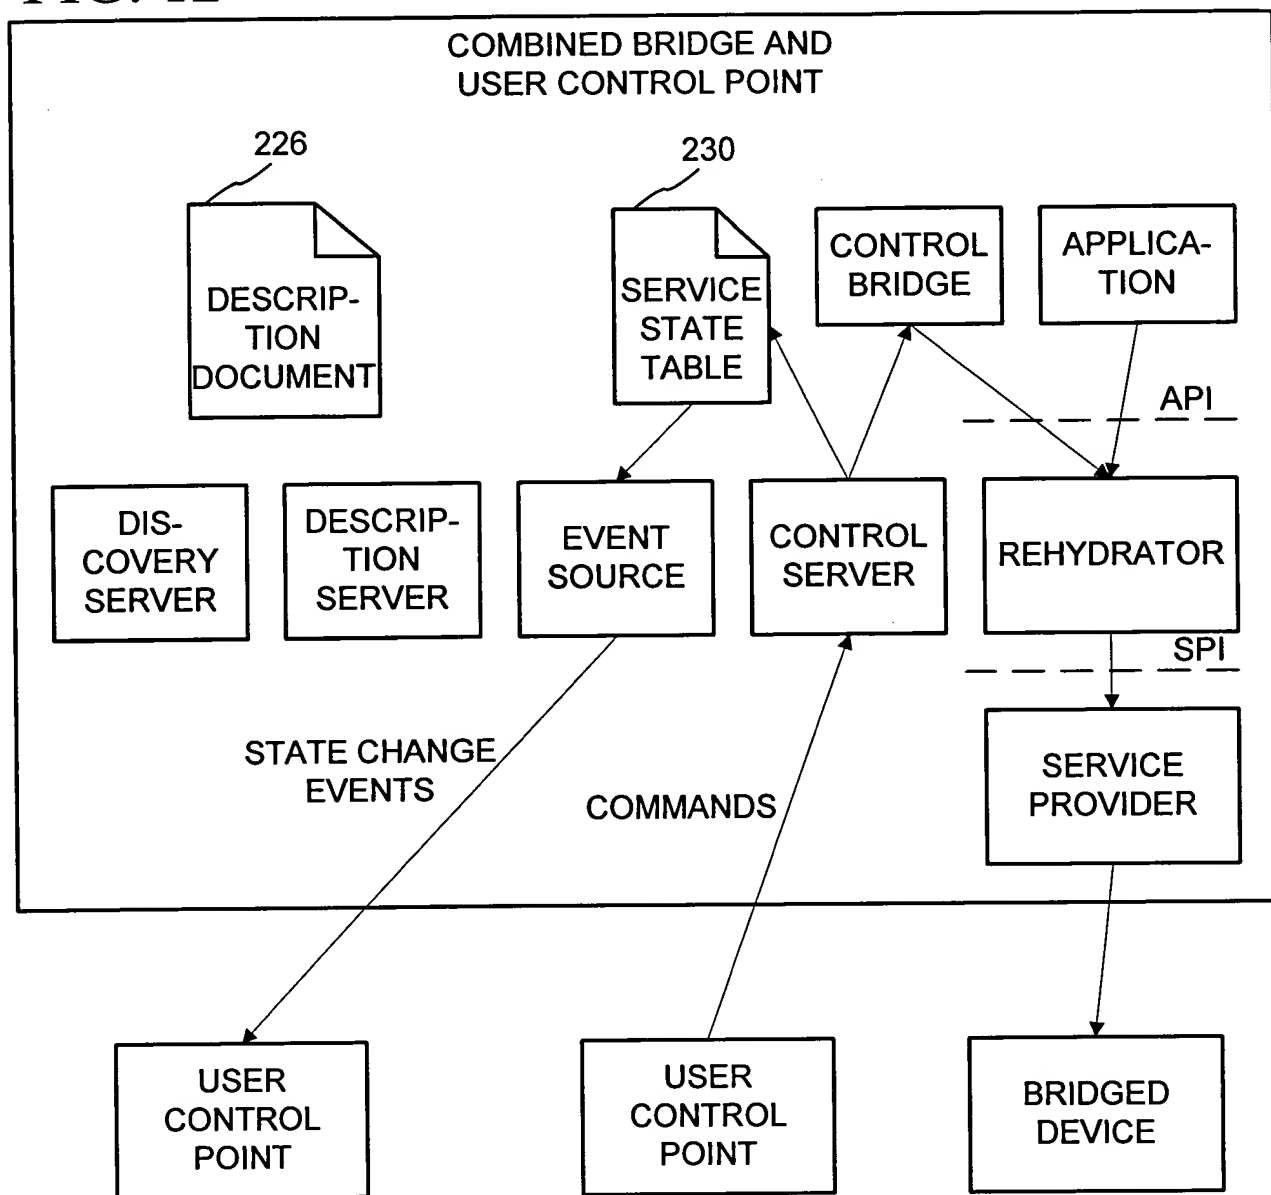 COMBINED BRIDGE AND
USER CONTROL POINT
226
230
DESCRIP-
TION
DOCUMENT
SERVICE
STATE
TABLE
CONTROL
BRIDGE
APPLICA-
TION
API
DIS-
COVERY
SERVER
DESCRIP-
TION
SERVER
EVENT
SOURCE
CONTROL
SERVER
REHYDRATOR
SPI
STATE CHANGE
EVENTS
COMMANDS
SERVICE
PROVIDER
USER
CONTROL
POINT
USER
CONTROL
POINT
BRIDGED
DEVICE